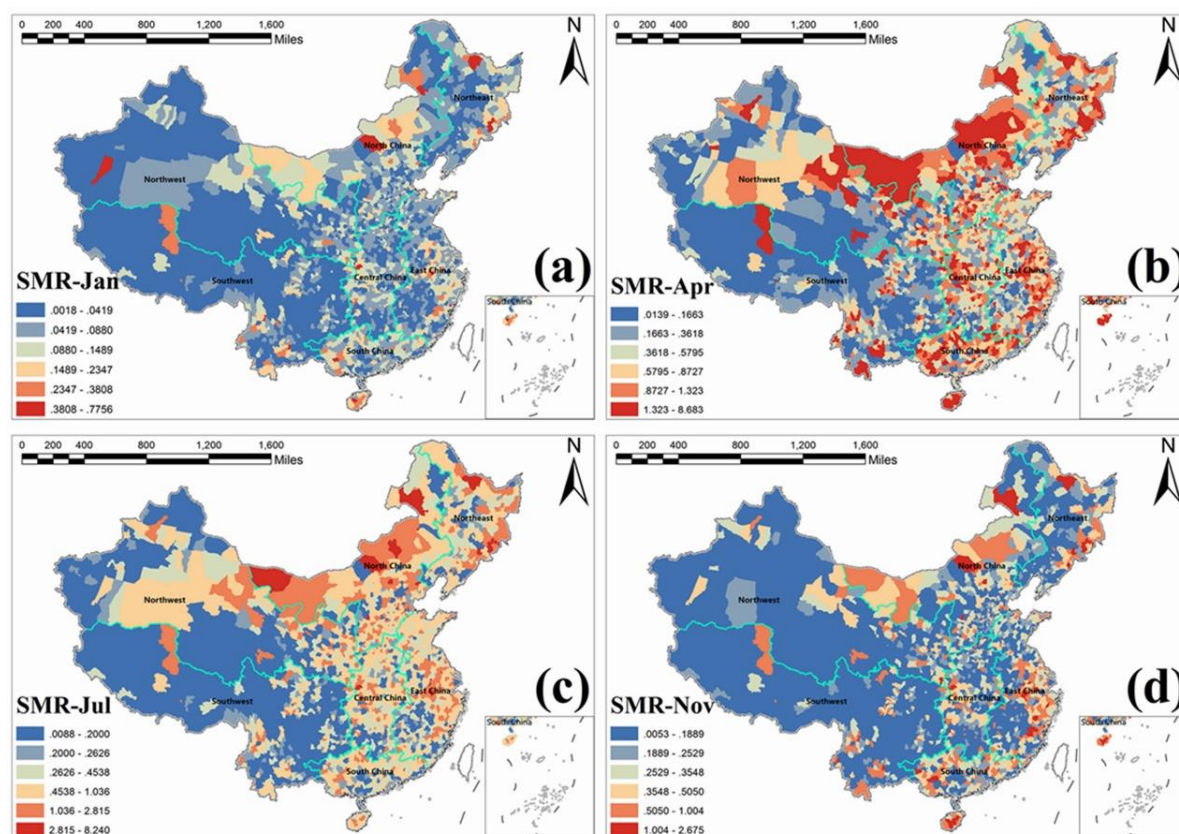 0 200 400 800 1,200 1,600
Miles
N
(a)
Northeast
North China
Northwest
Southwest
Central China
East China
South China
South China
SMR-Jan
.0018 - .0419
.0419 - .0880
.0880 - .1489
.1489 - .2347
.2347 - .3808
.3808 - .7756
0 200 400 800 1,200 1,600
Miles
N
(b)
Northeast
North China
Northwest
Southwest
Central China
East China
South China
South China
SMR-Apr
.0139 - .1663
.1663 - .3618
.3618 - .5795
.5795 - .8727
.8727 - 1.323
1.323 - 8.683
0 200 400 800 1,200 1,600
Miles
N
(c)
Northeast
North China
Northwest
Southwest
Central China
East China
South China
South China
SMR-Jul
.0088 - .2000
.2000 - .2626
.2626 - .4538
.4538 - 1.036
1.036 - 2.815
2.815 - 8.240
0 200 400 800 1,200 1,600
Miles
N
(d)
Northeast
North China
Northwest
Southwest
Central China
East China
South China
South China
SMR-Nov
.0053 - .1889
.1889 - .2529
.2529 - .3548
.3548 - .5050
.5050 - 1.004
1.004 - 2.675